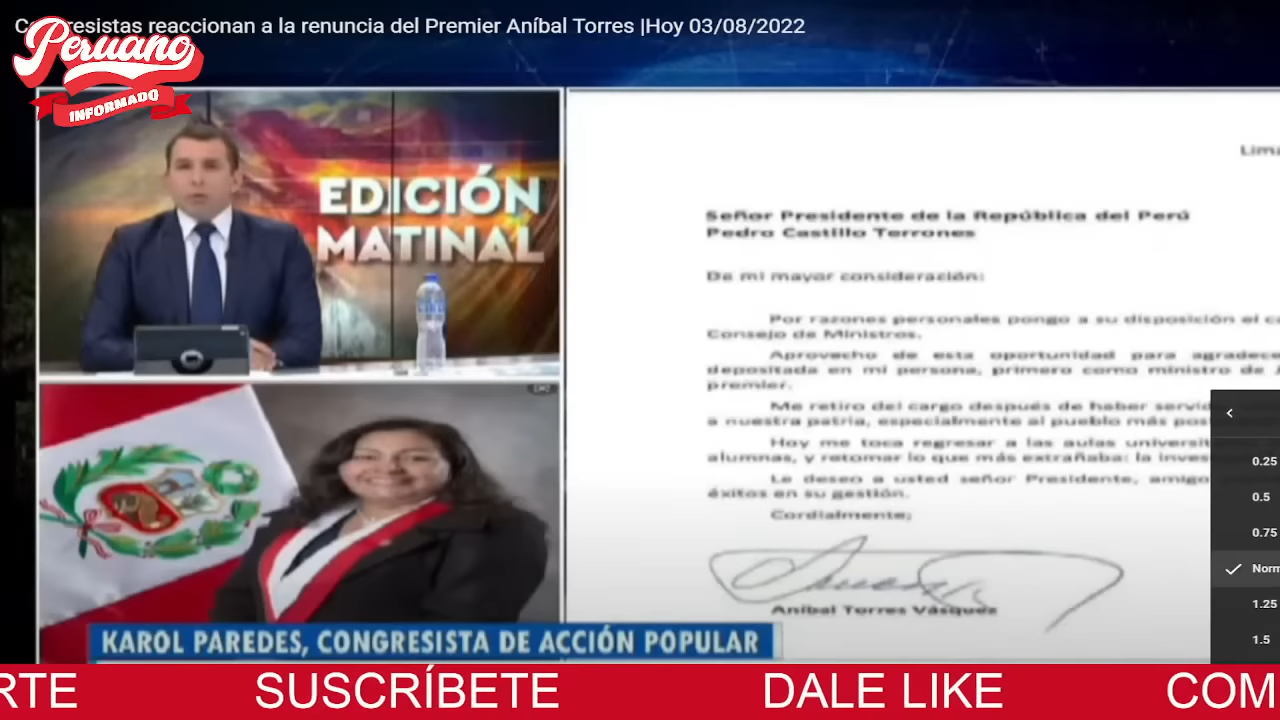 Congresistas reaccionan a la renuncia del Premier Aníbal Torres |Hoy 03/08/2022
Peruano
INFORMADO
EDICIÓN
MATINAL
Lima
Señor Presidente de la República del Perú
Pedro Castillo Terrones
De mi mayor consideración:
Por razones personales pongo a su disposición el ca
Consejo de Ministros.
Aprovecho de esta oportunidad para agradece
depositada en mi persona, primero como ministro de J
premier.
Me retiro del cargo después de haber servid
a nuestra patria, especialmente al pueblo más pos
Hoy me toca regresar a las aulas universit
alumnas, y retomar lo que más extrañaba: la inves
Le deseo a usted señor Presidente, amigo
éxitos en su gestión.
Cordialmente;
Aníbal Torres Vásquez
0.25
0.5
0.75
Norm
1.25
1.5
KAROL PAREDES, CONGRESISTA DE ACCIÓN POPULAR
RTE SUSCRÍBETE DALE LIKE COM